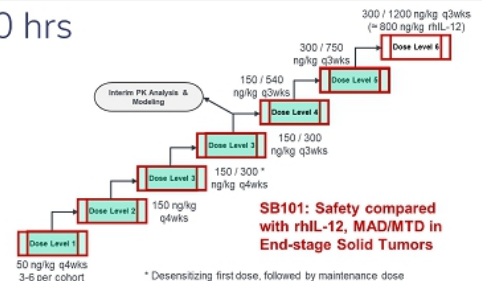 0 hrs
300 / 1200 ng/kg q3wks
(≃ 800 ng/kg rhIL-12)
Dose Level 6
300 / 750
ng/kg q3wks
Dose Level 5
150 / 540
ng/kg q3wks
Dose Level 4
Interim PK Analysis &
Modeling
150 / 300
ng/kg q3wks
Dose Level 3
150 / 300 *
ng/kg q4wks
Dose Level 3
150 ng/kg
q4wks
Dose Level 2
Dose Level 1
50 ng/kg q4wks
3-6 per cohort
SB101: Safety compared
with rhIL-12, MAD/MTD in
End-stage Solid Tumors
* Desensitizing first dose, followed by maintenance dose